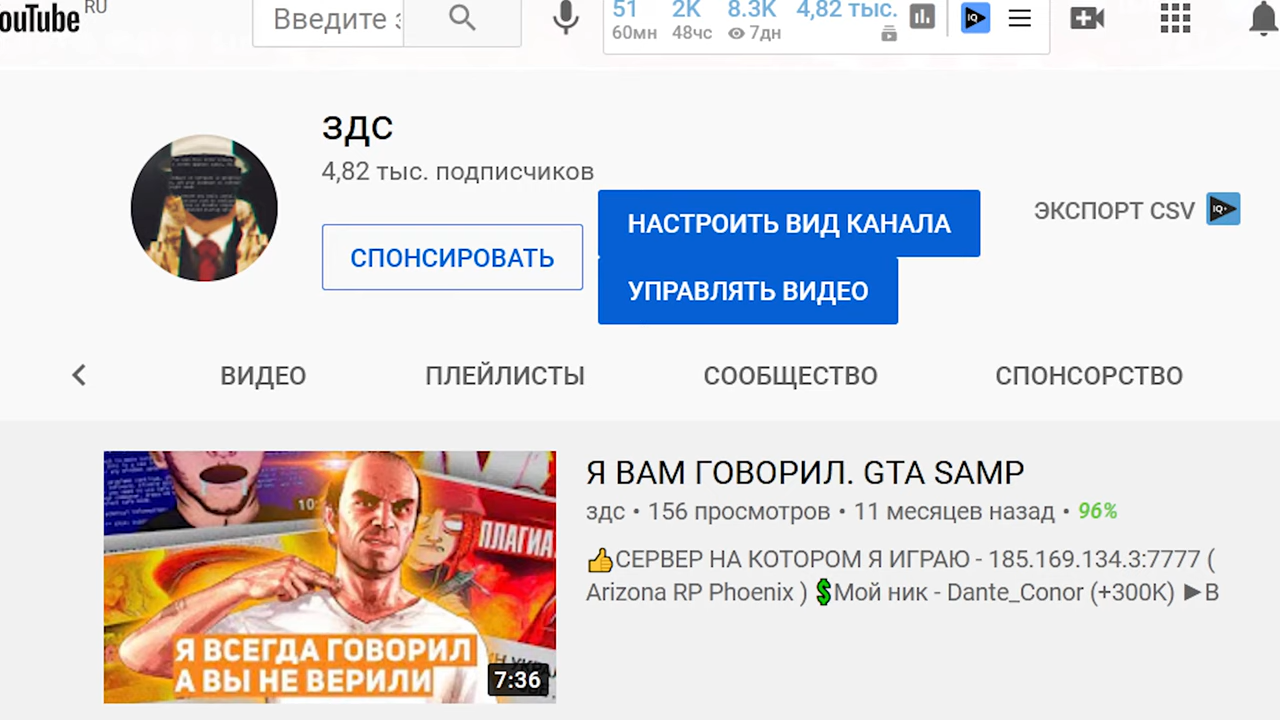 ouTube RU
Введите
51 2K 8.3K 4,82 тыс.
60мн 48чс 7дн
IQ
здс
4,82 тыс. подписчиков
СПОНСИРОВАТЬ
НАСТРОИТЬ ВИД КАНАЛА
УПРАВЛЯТЬ ВИДЕО
ЭКСПОРТ CSV IQ+
ВИДЕО ПЛЕЙЛИСТЫ СООБЩЕСТВО СПОНСОРСТВО
ПЛАГИА
Я ВСЕГДА ГОВОРИЛ
А ВЫ НЕ ВЕРИЛИ
7:36
Я ВАМ ГОВОРИЛ. GTA SAMP
здс • 156 просмотров • 11 месяцев назад • 96%
👍СЕРВЕР НА КОТОРОМ Я ИГРАЮ - 185.169.134.3:7777 (
Arizona RP Phoenix ) 💲Мой ник - Dante_Conor (+300K) ►В